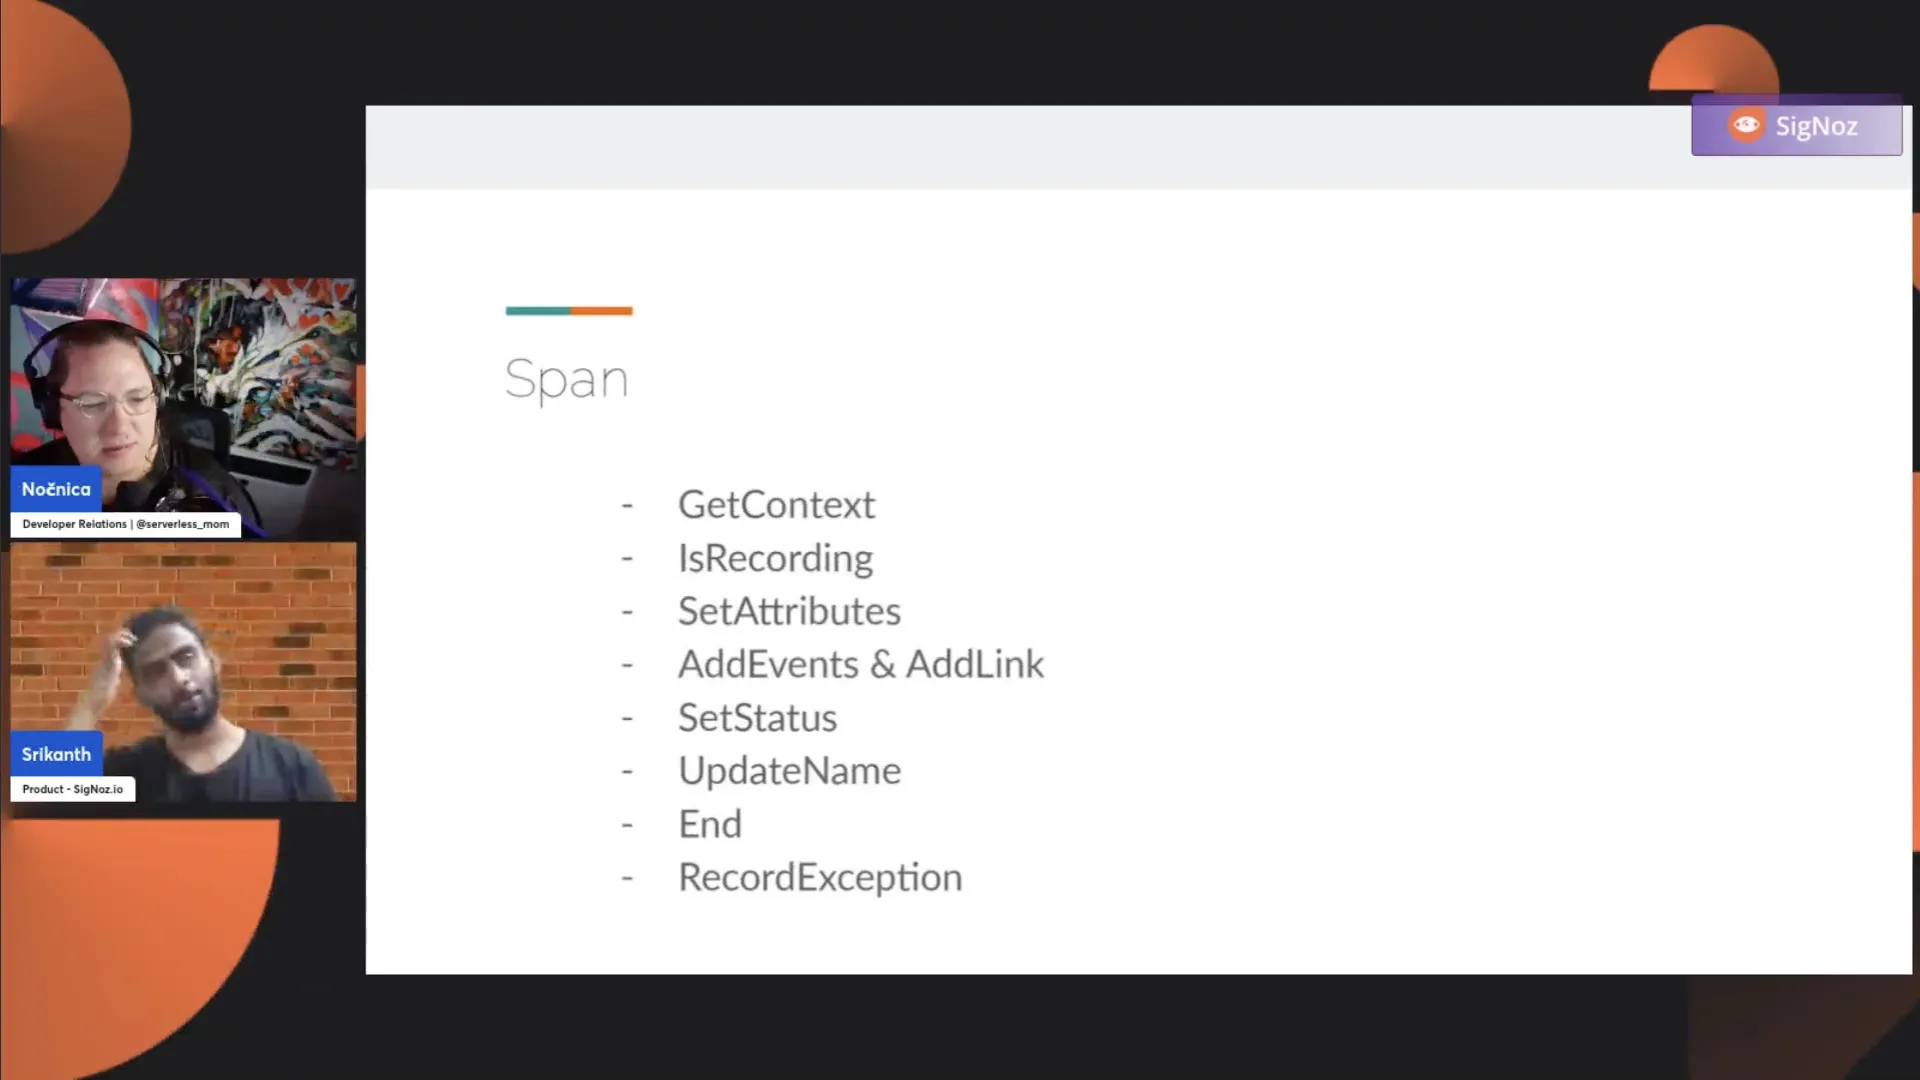 SigNoz
Span
- GetContext
- IsRecording
- SetAttributes
- AddEvents & AddLink
- SetStatus
- UpdateName
- End
- RecordException
Nočnica
Developer Relations | @serverless_mom
Srikanth
Product - SigNoz.io